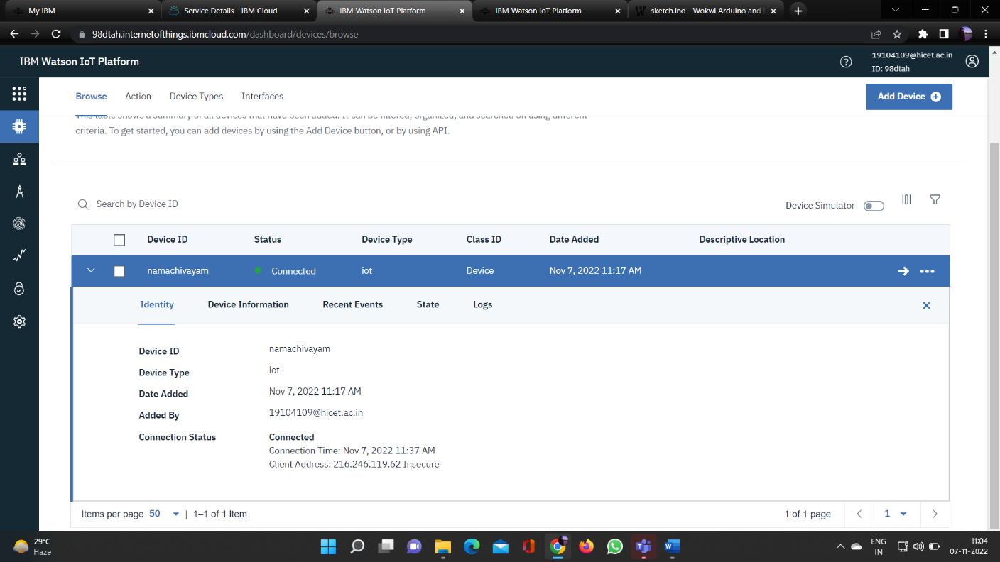 My IBM
Service Details - IBM Cloud
IBM Watson IoT Platform
IBM Watson IoT Platform
sketch.ino - Wokwi Arduino and
98dtah.internetofthings.ibmcloud.com/dashboard/devices/browse
IBM Watson IoT Platform
19104109@hicet.ac.in
ID: 98dtah
Browse Action Device Types Interfaces
Add Device
This table shows a summary of all devices that have been added. It can be filtered, organized, and searched on using different
criteria. To get started, you can add devices by using the Add Device button, or by using API.
Search by Device ID
Device Simulator
Device ID Status Device Type Class ID Date Added Descriptive Location
namachivayam Connected iot Device Nov 7, 2022 11:17 AM
Identity Device Information Recent Events State Logs
Device ID namachivayam
Device Type iot
Date Added Nov 7, 2022 11:17 AM
Added By 19104109@hicet.ac.in
Connection Status Connected
Connection Time: Nov 7, 2022 11:37 AM
Client Address: 216.246.119.62 Insecure
Items per page 50 | 1–1 of 1 item
1 of 1 page 1
29°C
Haze
ENG
IN
11:04
07-11-2022